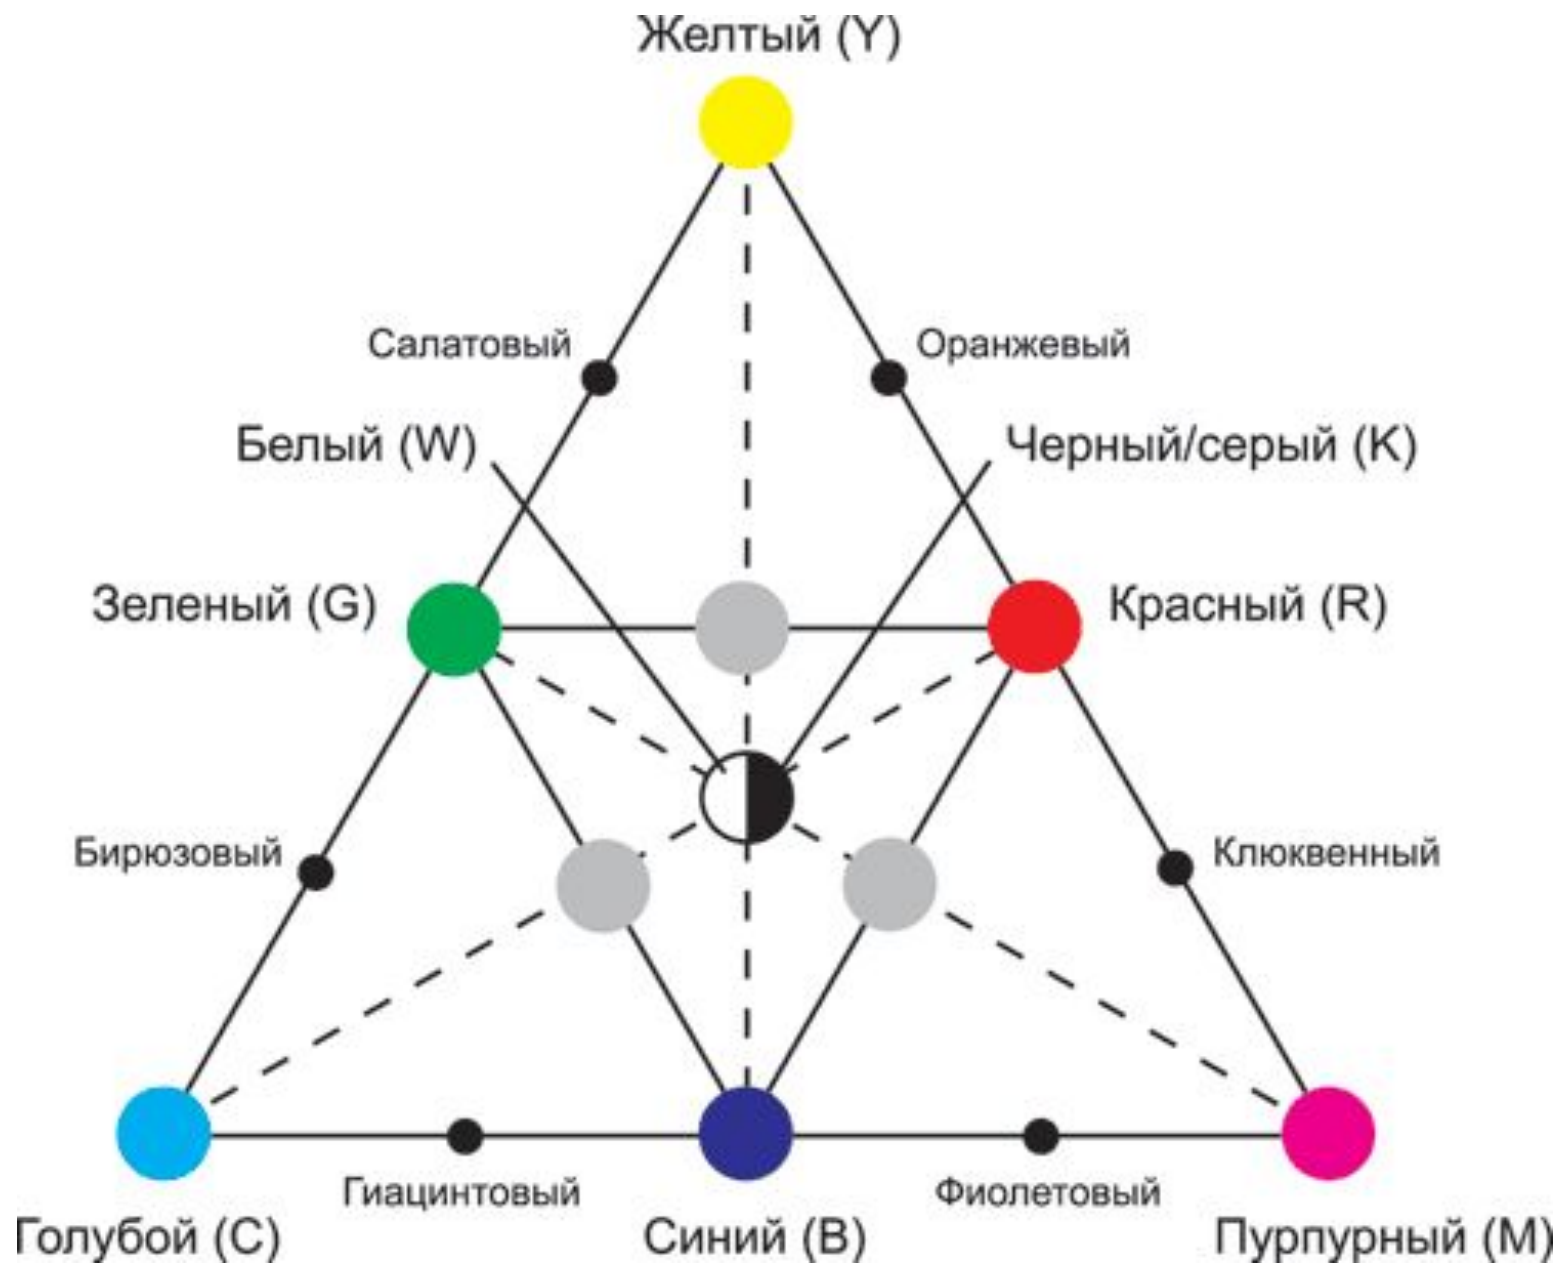 Желтый (Y)
Салатовый
Оранжевый
Белый (W)
Черный/серый (K)
Зеленый (G)
Красный (R)
Бирюзовый
Клюквенный
Гиацинтовый
Фиолетовый
Голубой (C)
Синий (B)
Пурпурный (M)